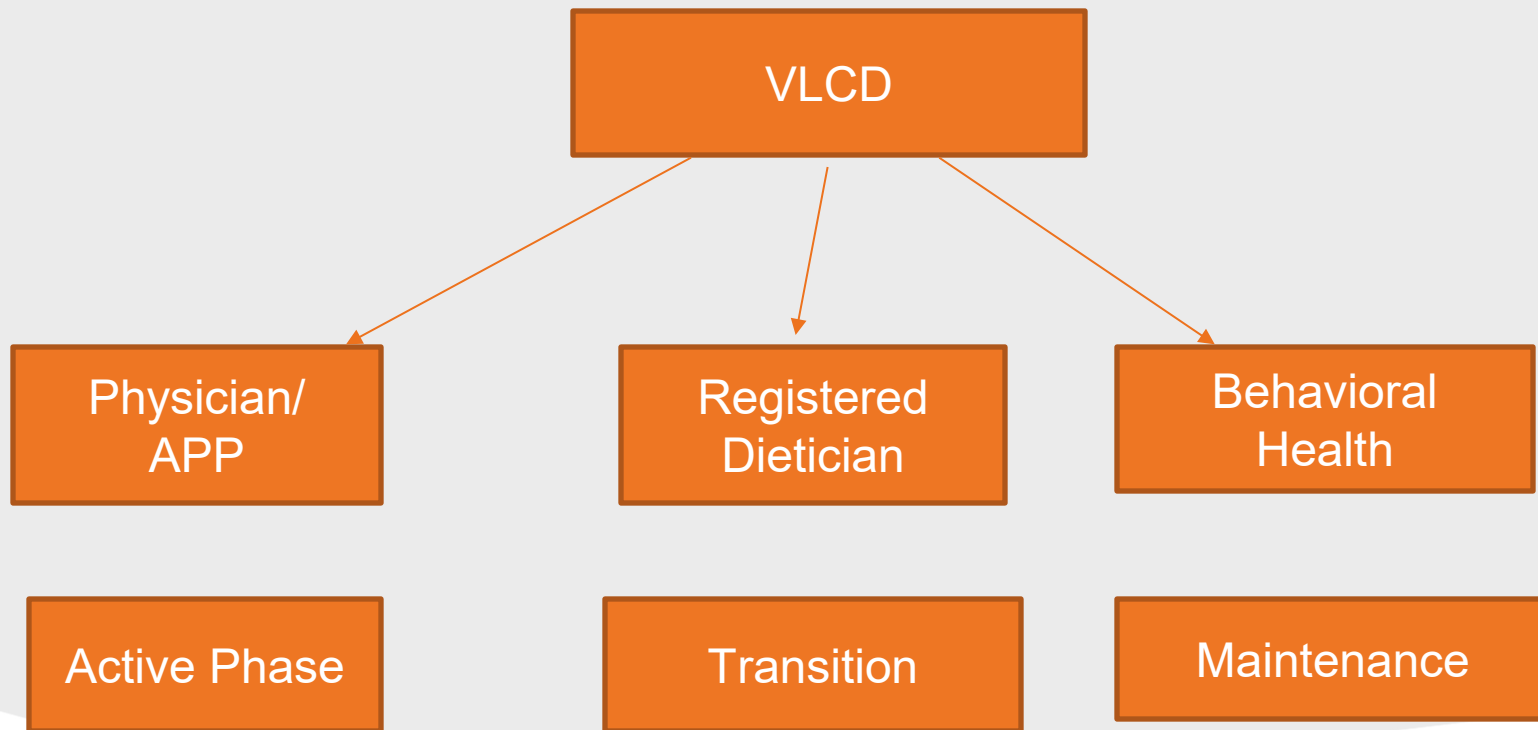 VLCD
Physician/
APP
Registered
Dietician
Behavioral
Health
Active Phase
Transition
Maintenance